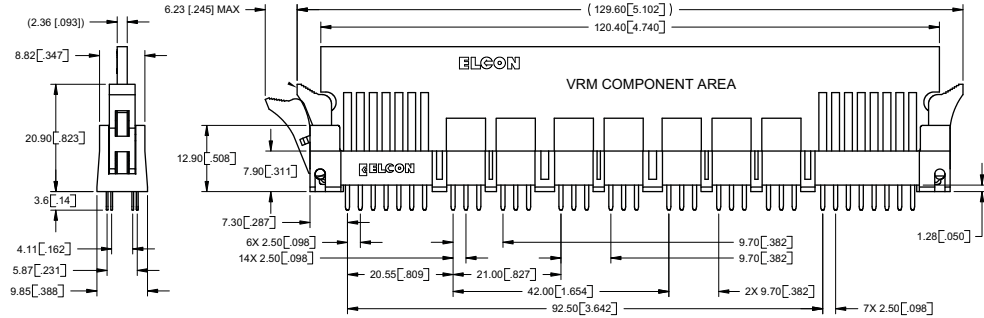 6.23 [.245] MAX
( 129.60[5.102] )
(2.36 [.093])
120.40[4.740]
8.82[.347]
ELCON
VRM COMPONENT AREA
20.90[.823]
12.90[.508]
7.90[.311]
ELCON
3.6[.14]
7.30[.287]
1.28[.050]
4.11[.162]
6X 2.50[.098]
9.70[.382]
14X 2.50[.098]
9.70[.382]
5.87[.231]
20.55[.809]
21.00[.827]
9.85[.388]
42.00[1.654]
2X 9.70[.382]
92.50[3.642]
7X 2.50[.098]